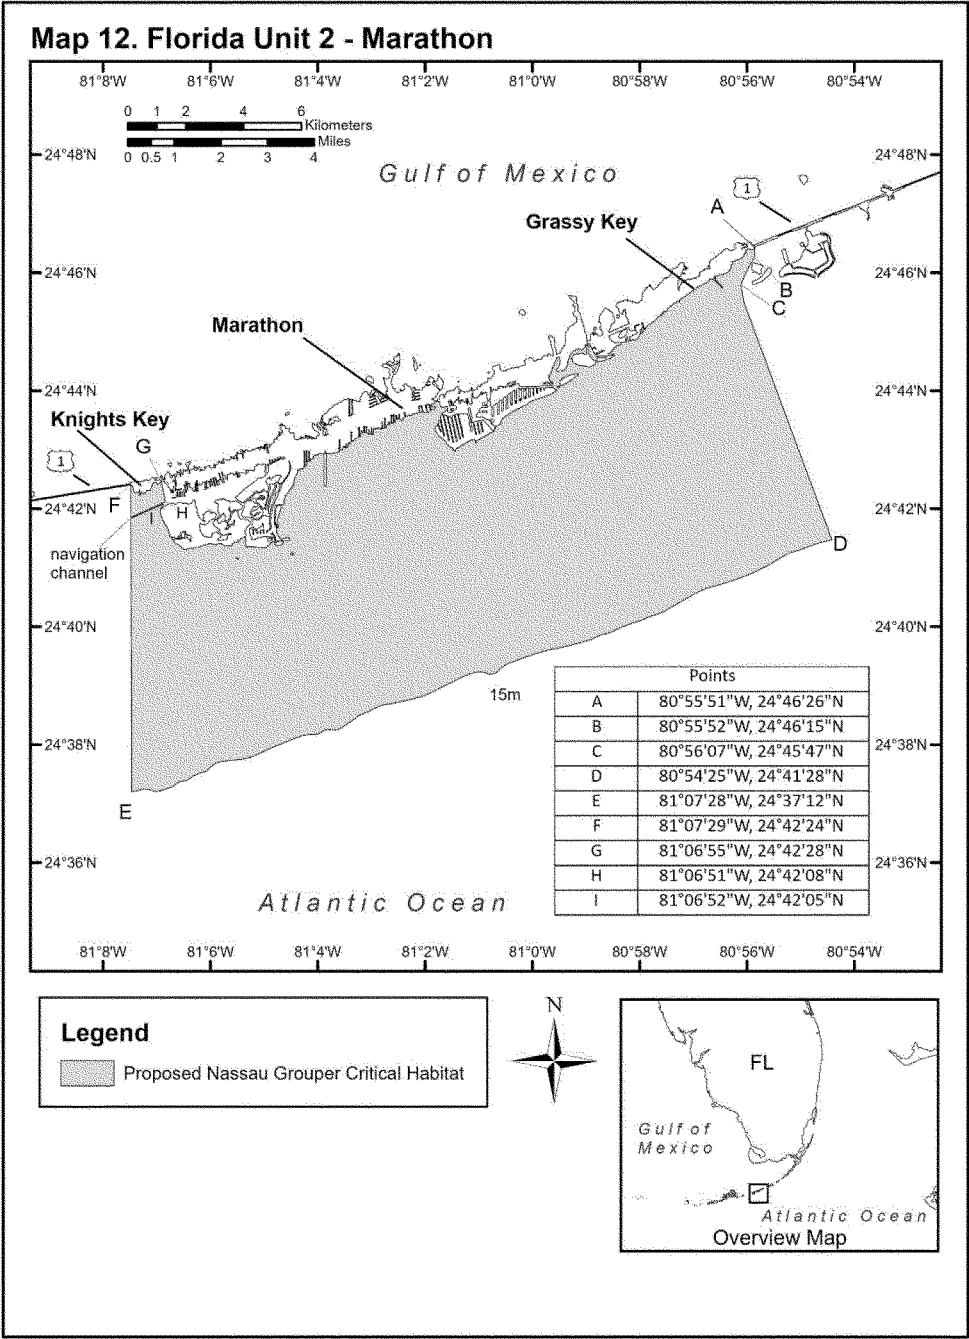 Map 12. Florida Unit 2 - Marathon
81°8'W 81°6'W 81°4'W 81°2'W 81°0'W 80°58'W 80°56'W 80°54'W
0 1 2 4 6
Kilometers
Miles
0 0.5 1 2 3 4
24°48'N 24°48'N
Gulf of Mexico
1
A
Grassy Key
24°46'N 24°46'N
B
C
Marathon
24°44'N 24°44'N
Knights Key
G
1
F
H
24°42'N 24°42'N
I
D
navigation
channel
24°40'N 24°40'N
15m
Points
A 80°55'51"W, 24°46'26"N
B 80°55'52"W, 24°46'15"N
24°38'N 24°38'N
C 80°56'07"W, 24°45'47"N
D 80°54'25"W, 24°41'28"N
E 81°07'28"W, 24°37'12"N
E
F 81°07'29"W, 24°42'24"N
G 81°06'55"W, 24°42'28"N
24°36'N 24°36'N
H 81°06'51"W, 24°42'08"N
I 81°06'52"W, 24°42'05"N
Atlantic Ocean
81°8'W 81°6'W 81°4'W 81°2'W 81°0'W 80°58'W 80°56'W 80°54'W
Legend
Proposed Nassau Grouper Critical Habitat
N
FL
Gulf of
Mexico
Atlantic Ocean
Overview Map